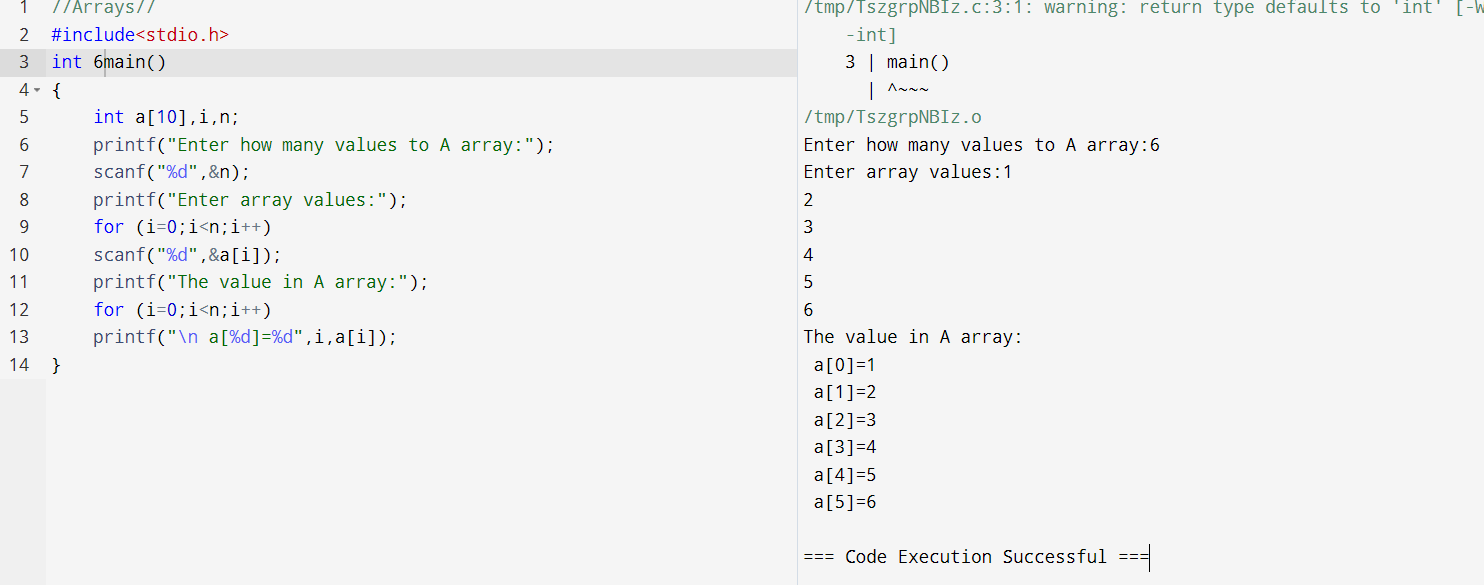 1 //Arrays//
2 #include<stdio.h>
3 int 6main()
4 {
5 int a[10],i,n;
6 printf("Enter how many values to A array:");
7 scanf("%d",&n);
8 printf("Enter array values:");
9 for (i=0;i<n;i++)
10 scanf("%d",&a[i]);
11 printf("The value in A array:");
12 for (i=0;i<n;i++)
13 printf("\n a[%d]=%d",i,a[i]);
14 }
/tmp/TszgrpNBIz.c:3:1: warning: return type defaults to 'int' [-W
-int]
3 | main()
| ^~~~
/tmp/TszgrpNBIz.o
Enter how many values to A array:6
Enter array values:1
2
3
4
5
6
The value in A array:
a[0]=1
a[1]=2
a[2]=3
a[3]=4
a[4]=5
a[5]=6
=== Code Execution Successful ===